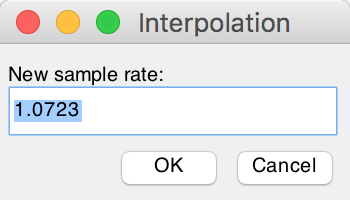 Interpolation
New sample rate:
1.0723
OK Cancel